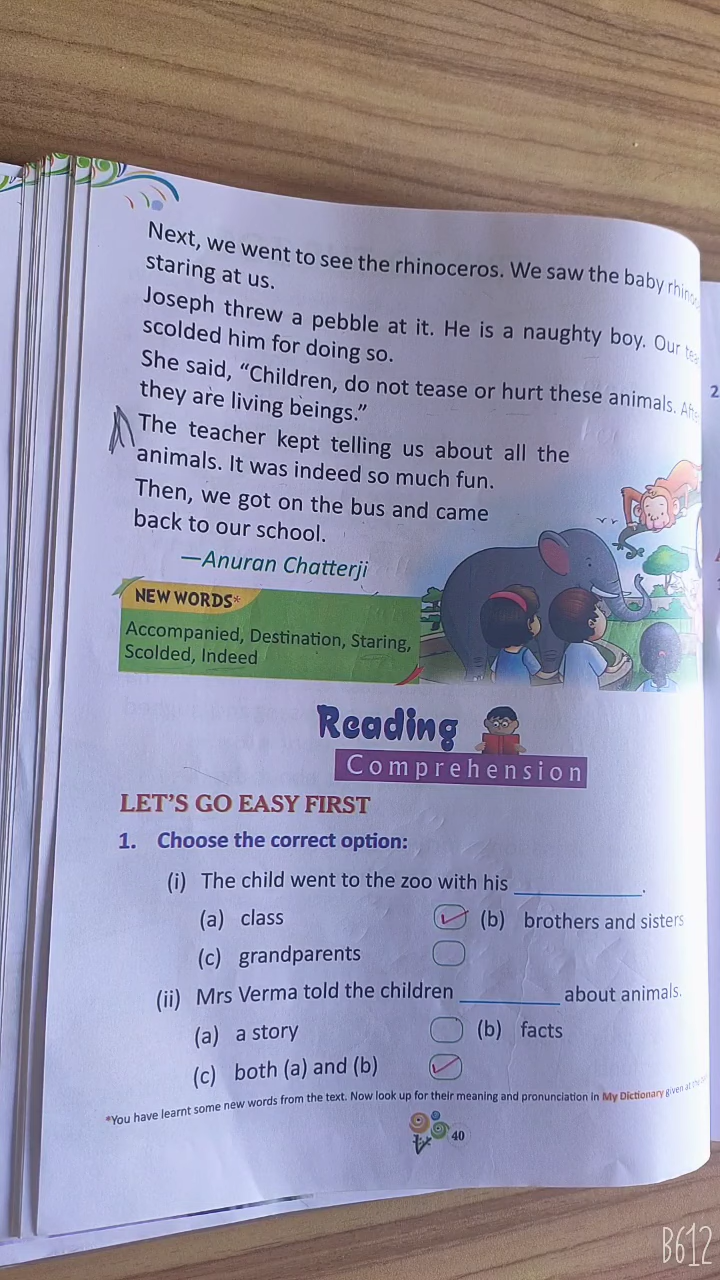 Next, we went to see the rhinoceros. We saw the baby
staring at us.
Joseph threw a pebble at it. He is a naughty boy. Our
scolded him for doing so.
She said, “Children, do not tease or hurt these animals.
they are living beings.”
The teacher kept telling us about all the
animals. It was indeed so much fun.
Then, we got on the bus and came
back to our school.
—Anuran Chatterji
NEW WORDS*
Accompanied, Destination, Staring,
Scolded, Indeed
Reading
Comprehension
LET’S GO EASY FIRST
1. Choose the correct option:
(i) The child went to the zoo with his ____________.
(a) class (b) brothers and sisters
(c) grandparents
(ii) Mrs Verma told the children _________ about animals.
(a) a story (b) facts
(c) both (a) and (b)
*You have learnt some new words from the text. Now look up for their meaning and pronunciation in My Dictionary given at
40
2
B612